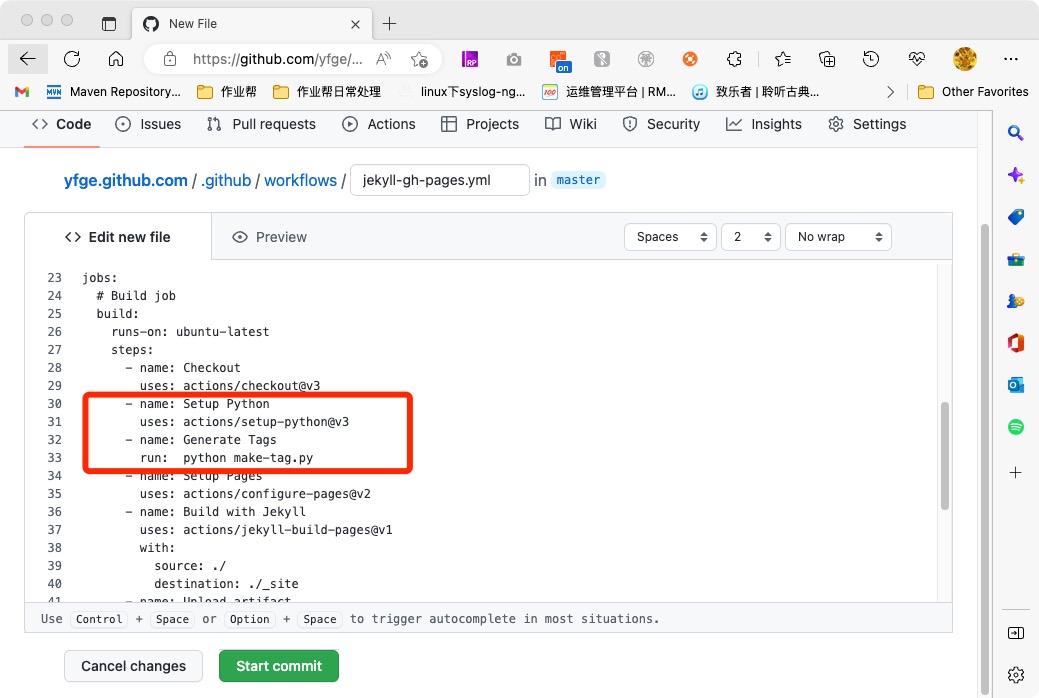 New File
https://github.com/yfge/...
Maven Repository...
作业帮
作业帮日常处理
linux下syslog-ng...
运维管理平台 | RM...
致乐者 | 聆听古典...
Other Favorites
on
RP
Code
Issues
Pull requests
Actions
Projects
Wiki
Security
Insights
Settings
yfge.github.com / .github / workflows / jekyll-gh-pages.yml in master
Edit new file
Preview
Spaces
2
No wrap
23 jobs:
24 # Build job
25 build:
26 runs-on: ubuntu-latest
27 steps:
28 - name: Checkout
29 uses: actions/checkout@v3
30 - name: Setup Python
31 uses: actions/setup-python@v3
32 - name: Generate Tags
33 run:  python make-tag.py
34 - name: Setup Pages
35 uses: actions/configure-pages@v2
36 - name: Build with Jekyll
37 uses: actions/jekyll-build-pages@v1
38 with:
39 source: ./
40 destination: ./_site
41 - name: Upload artifact
Use Control + Space or Option + Space to trigger autocomplete in most situations.
Cancel changes
Start commit